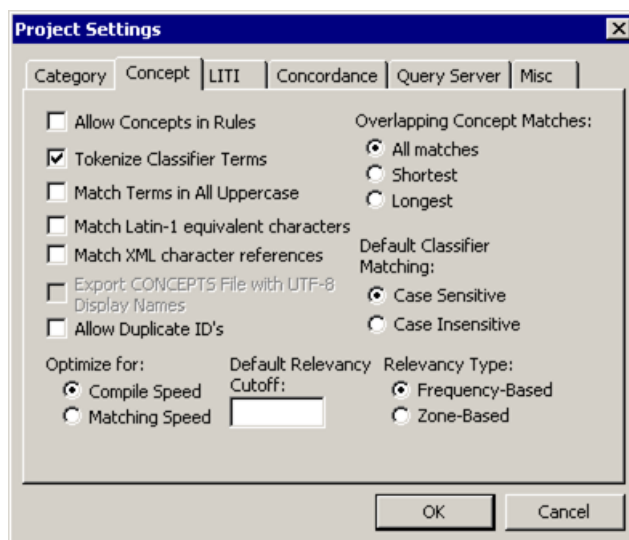 Project Settings
Category Concept LITI Concordance Query Server Misc
Allow Concepts in Rules
Tokenize Classifier Terms
Match Terms in All Uppercase
Match Latin-1 equivalent characters
Match XML character references
Export CONCEPTS File with UTF-8
Display Names
Allow Duplicate ID's
Overlapping Concept Matches:
All matches
Shortest
Longest
Default Classifier
Matching:
Case Sensitive
Case Insensitive
Optimize for:
Compile Speed
Matching Speed
Default Relevancy
Cutoff:
Relevancy Type:
Frequency-Based
Zone-Based
OK Cancel